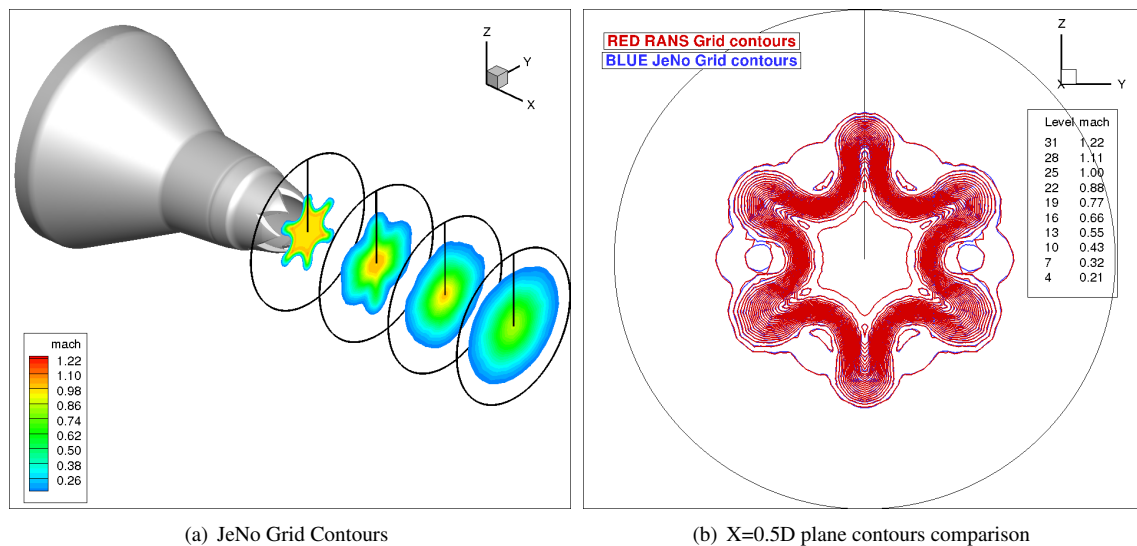 Z
Y
X
mach
1.22
1.10
0.98
0.86
0.74
0.62
0.50
0.38
0.26
RED RANS Grid contours
BLUE JeNo Grid contours
Z
X
Y
Level mach
31 1.22
28 1.11
25 1.00
22 0.88
19 0.77
16 0.66
13 0.55
10 0.43
7 0.32
4 0.21
(a) JeNo Grid Contours
(b) X=0.5D plane contours comparison